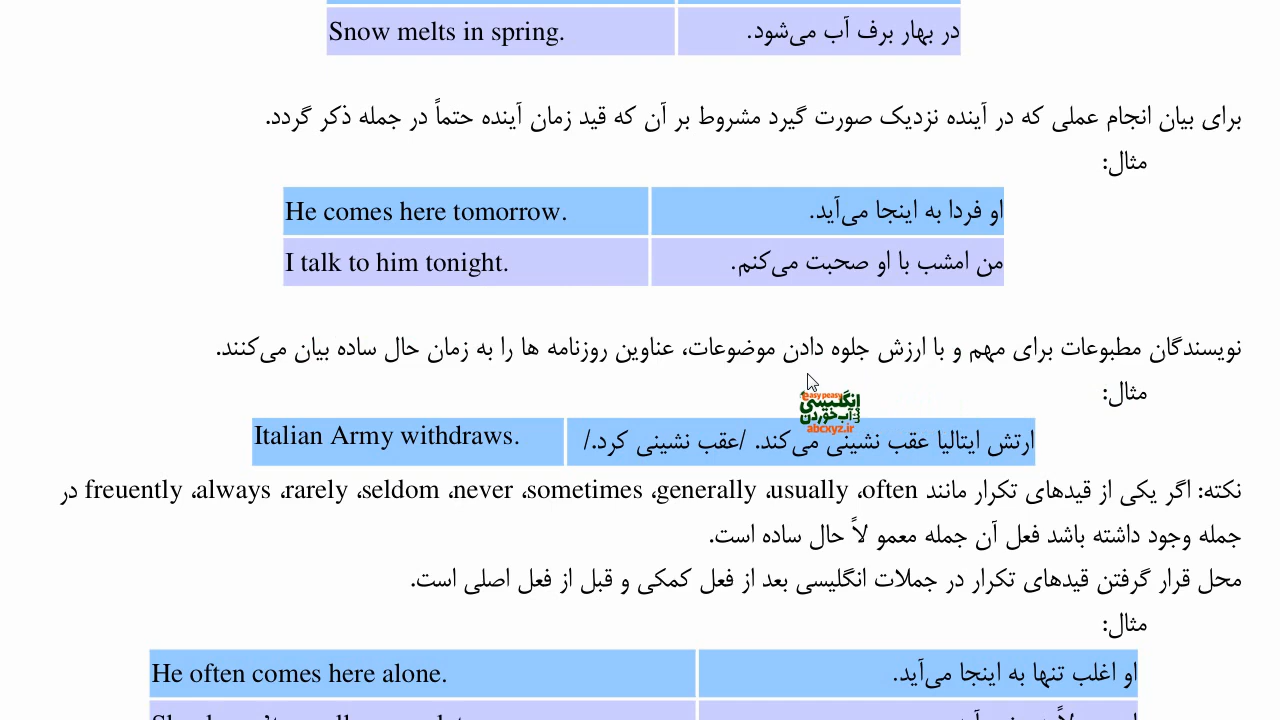 Snow melts in spring. در بهار برف آب می‌شود.
برای بیان انجام عملی که در آینده نزدیک صورت گیرد مشروط بر آن که قید زمان آینده حتماً در جمله ذکر گردد.
مثال:
He comes here tomorrow. او فردا به اینجا می‌آید.
I talk to him tonight. من امشب با او صحبت می‌کنم.
نویسندگان مطبوعات برای مهم و با ارزش جلوه دادن موضوعات، عناوین روزنامه ها را به زمان حال ساده بیان می‌کنند.
مثال:
easy peasy
انگلیسی
آب‌خوردن
abcxyz.ir
Italian Army withdraws. ارتش ایتالیا عقب نشینی می‌کند. /عقب نشینی کرد./
نکته: اگر یکی از قیدهای تکرار مانند often، usually، generally، sometimes، never، seldom، rarely، always، freuently در
جمله وجود داشته باشد فعل آن جمله معمو لاً حال ساده است.
محل قرار گرفتن قیدهای تکرار در جملات انگلیسی بعد از فعل کمکی و قبل از فعل اصلی است.
مثال:
He often comes here alone. او اغلب تنها به اینجا می‌آید.